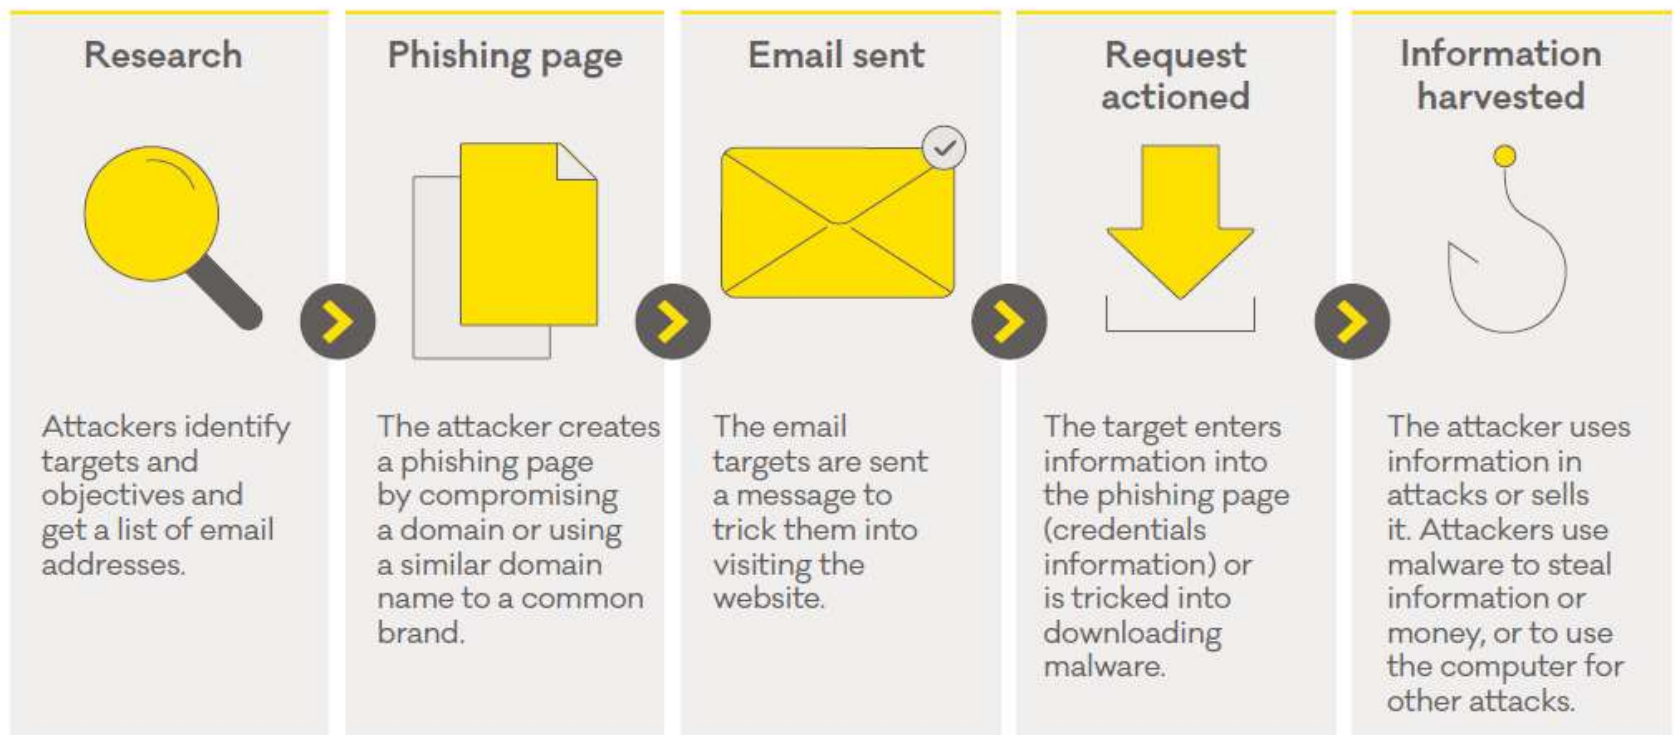 Research
Attackers identify
targets and
objectives and
get a list of email
addresses.
Phishing page
The attacker creates
a phishing page
by compromising
a domain or using
a similar domain
name to a common
brand.
Email sent
The email
targets are sent
a message to
trick them into
visiting the
website.
Request
actioned
The target enters
information into
the phishing page
(credentials
information) or
is tricked into
downloading
malware.
Information
harvested
The attacker uses
information in
attacks or sells
it. Attackers use
malware to steal
information or
money, or to use
the computer for
other attacks.